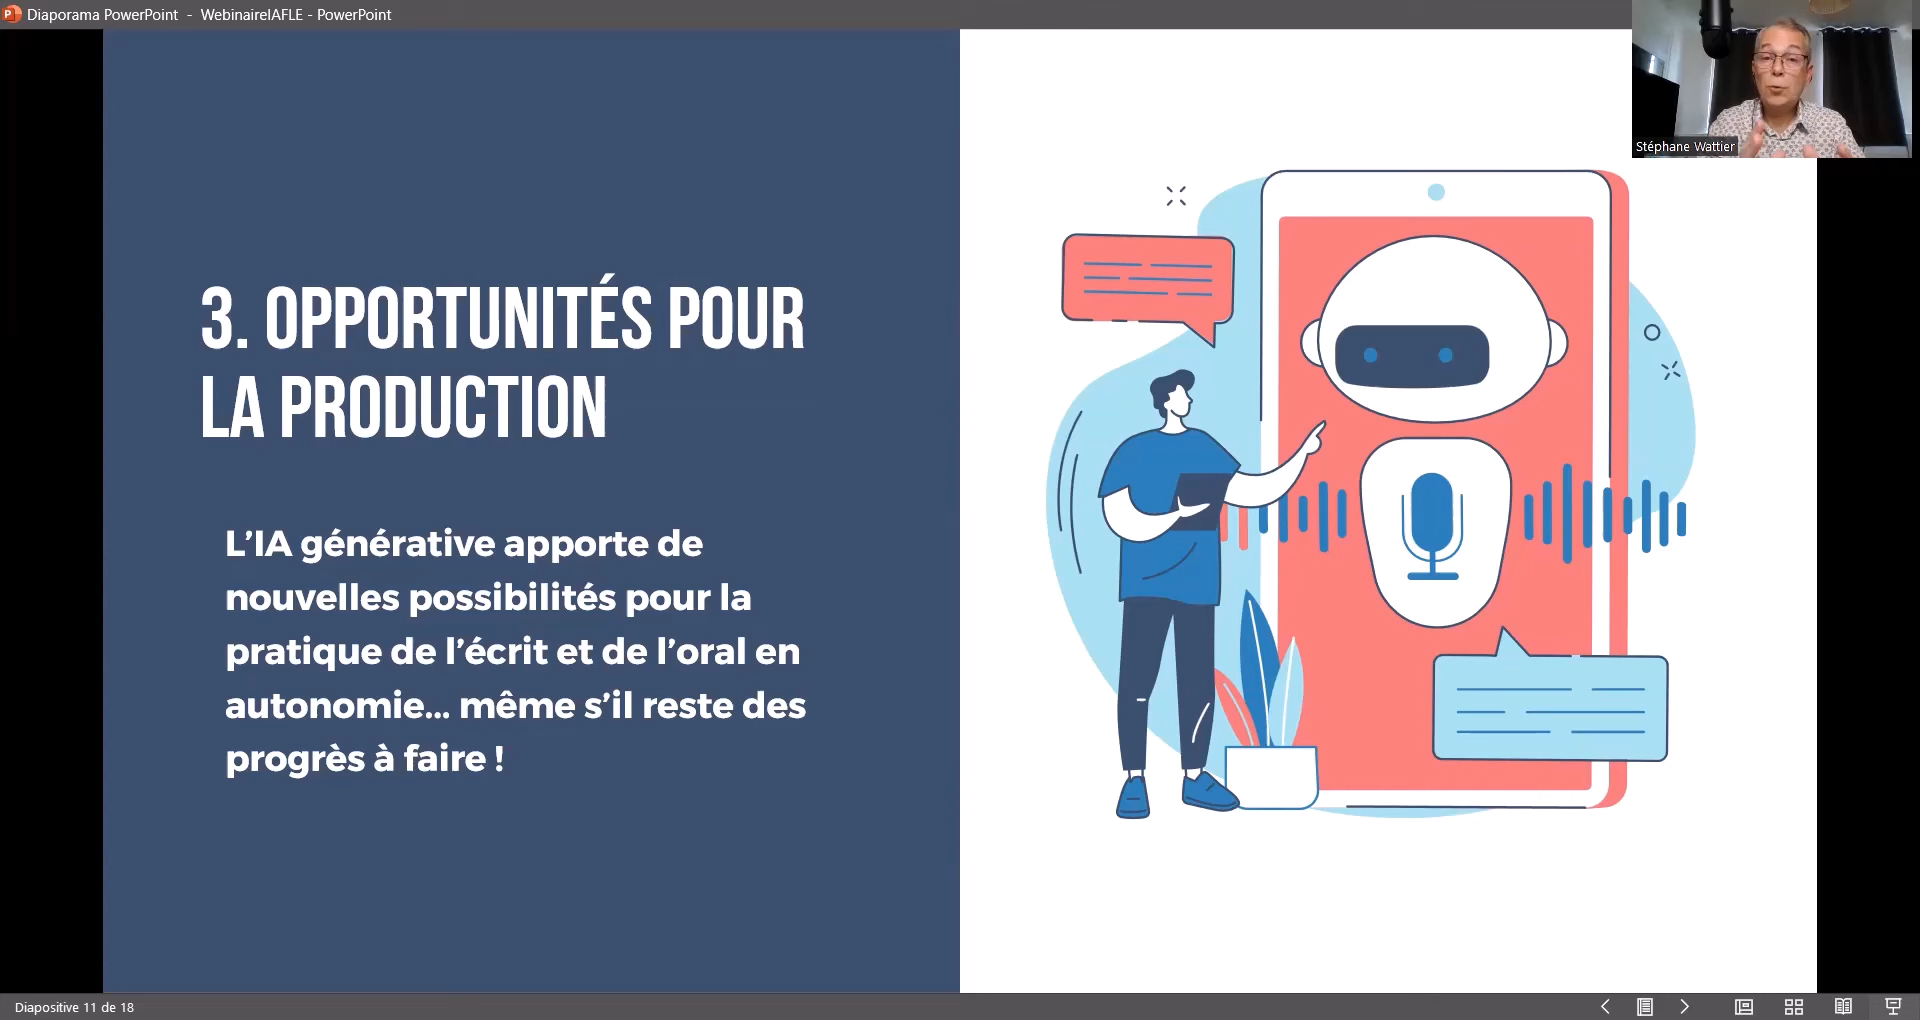 Diaporama PowerPoint - WebinaireIAFLE - PowerPoint
Stéphane Wattier
3. OPPORTUNITÉS POUR
LA PRODUCTION
L’IA générative apporte de
nouvelles possibilités pour la
pratique de l’écrit et de l’oral en
autonomie... même s’il reste des
progrès à faire !
Diapositive 11 de 18